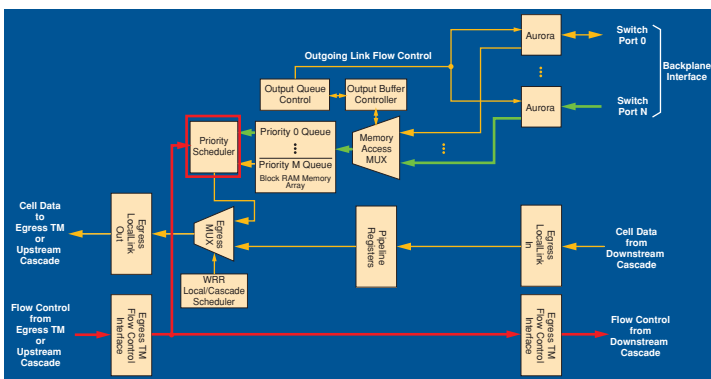 Aurora
Switch
Port 0
Outgoing Link Flow Control
Backplane
Interface
Output Queue
Control
Output Buffer
Controller
Aurora
Switch
Port N
Priority
Scheduler
Priority 0 Queue
Priority M Queue
Block RAM Memory
Array
Memory
Access
MUX
Cell Data
to
Egress TM
or
Upstream
Cascade
Egress
LocalLink
Out
Egress
MUX
Pipeline
Registers
Egress
LocalLink
In
Cell Data
from
Downstream
Cascade
WRR
Local/Cascade
Scheduler
Flow Control
from
Egress TM
or
Upstream
Cascade
Egress TM
Flow Control
Interface
Egress TM
Flow Control
Interface
Flow Control
from
Downstream
Cascade